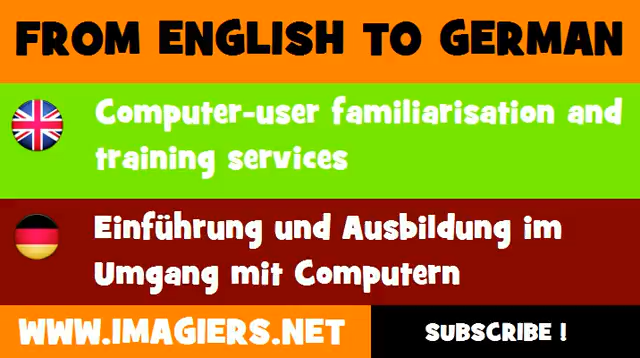 FROM ENGLISH TO GERMAN
Computer-user familiarisation and
training services
Einführung und Ausbildung im
Umgang mit Computern
WWW.IMAGIERS.NET
SUBSCRIBE !